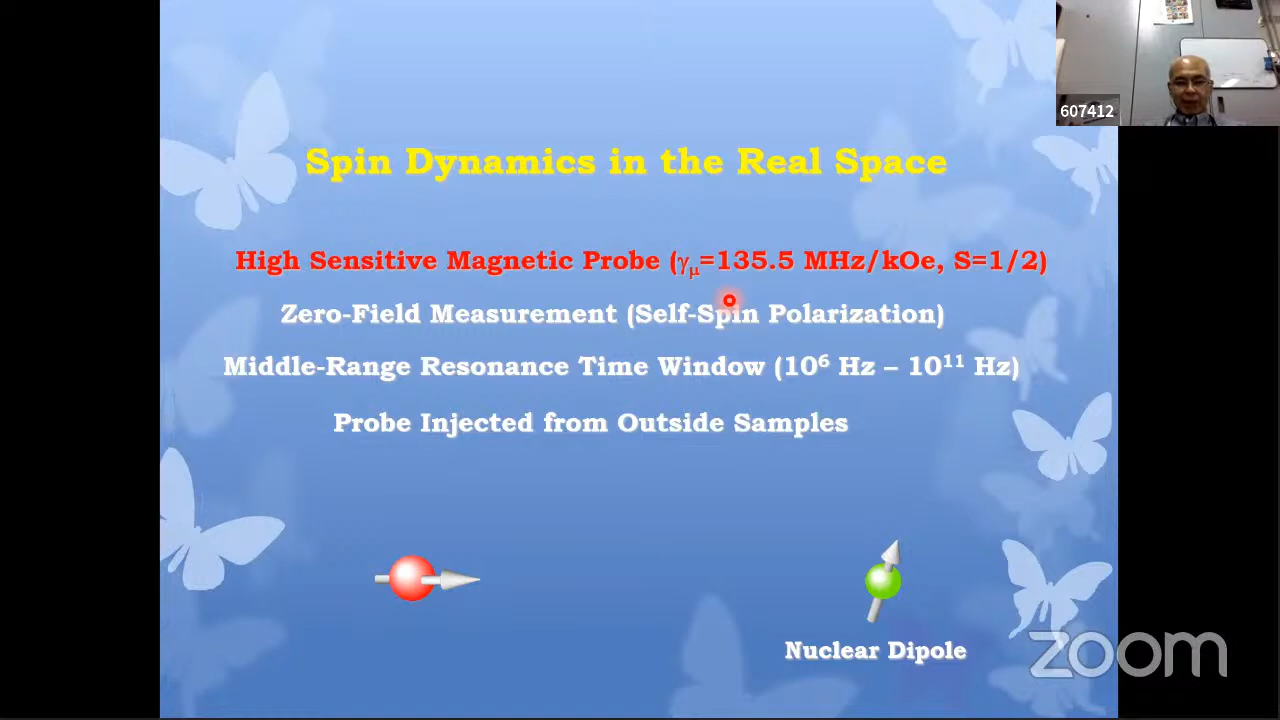 607412
Spin Dynamics in the Real Space
High Sensitive Magnetic Probe (γμ=135.5 MHz/kOe, S=1/2)
Zero-Field Measurement (Self-Spin Polarization)
Middle-Range Resonance Time Window (10⁶ Hz – 10¹¹ Hz)
Probe Injected from Outside Samples
Nuclear Dipole
zoom